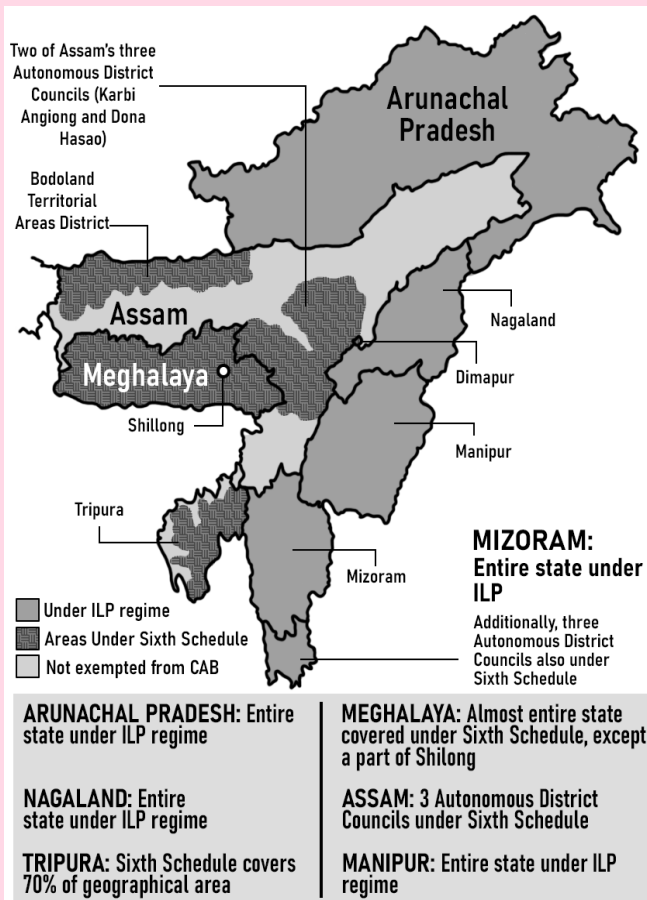 Two of Assam's three
Autonomous District
Councils (Karbi
Angiong and Dona
Hasao)
Arunachal
Pradesh
Bodoland
Territorial
Areas District
Assam
Nagaland
Meghalaya
Dimapur
Shillong
Manipur
Tripura
Mizoram
MIZORAM:
Entire state under
ILP
Additionally, three
Autonomous District
Councils also under
Sixth Schedule
Under ILP regime
Areas Under Sixth Schedule
Not exempted from CAB
ARUNACHAL PRADESH: Entire
state under ILP regime
NAGALAND: Entire
state under ILP regime
TRIPURA: Sixth Schedule covers
70% of geographical area
MEGHALAYA: Almost entire state
covered under Sixth Schedule, except
a part of Shilong
ASSAM: 3 Autonomous District
Councils under Sixth Schedule
MANIPUR: Entire state under ILP
regime